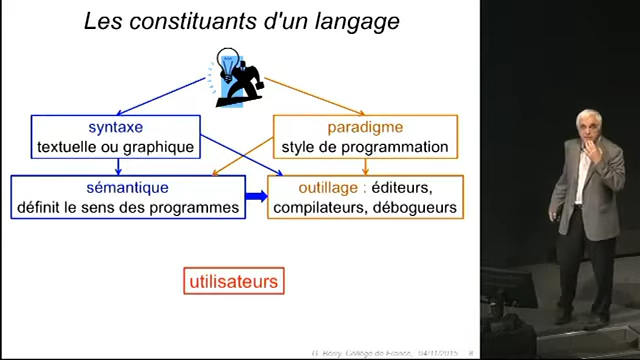 Les constituants d'un langage
syntaxe
textuelle ou graphique
paradigme
style de programmation
sémantique
définit le sens des programmes
outillage : éditeurs,
compilateurs, débogueurs
utilisateurs
G. Berry, Collège de France, 04/11/2015 8